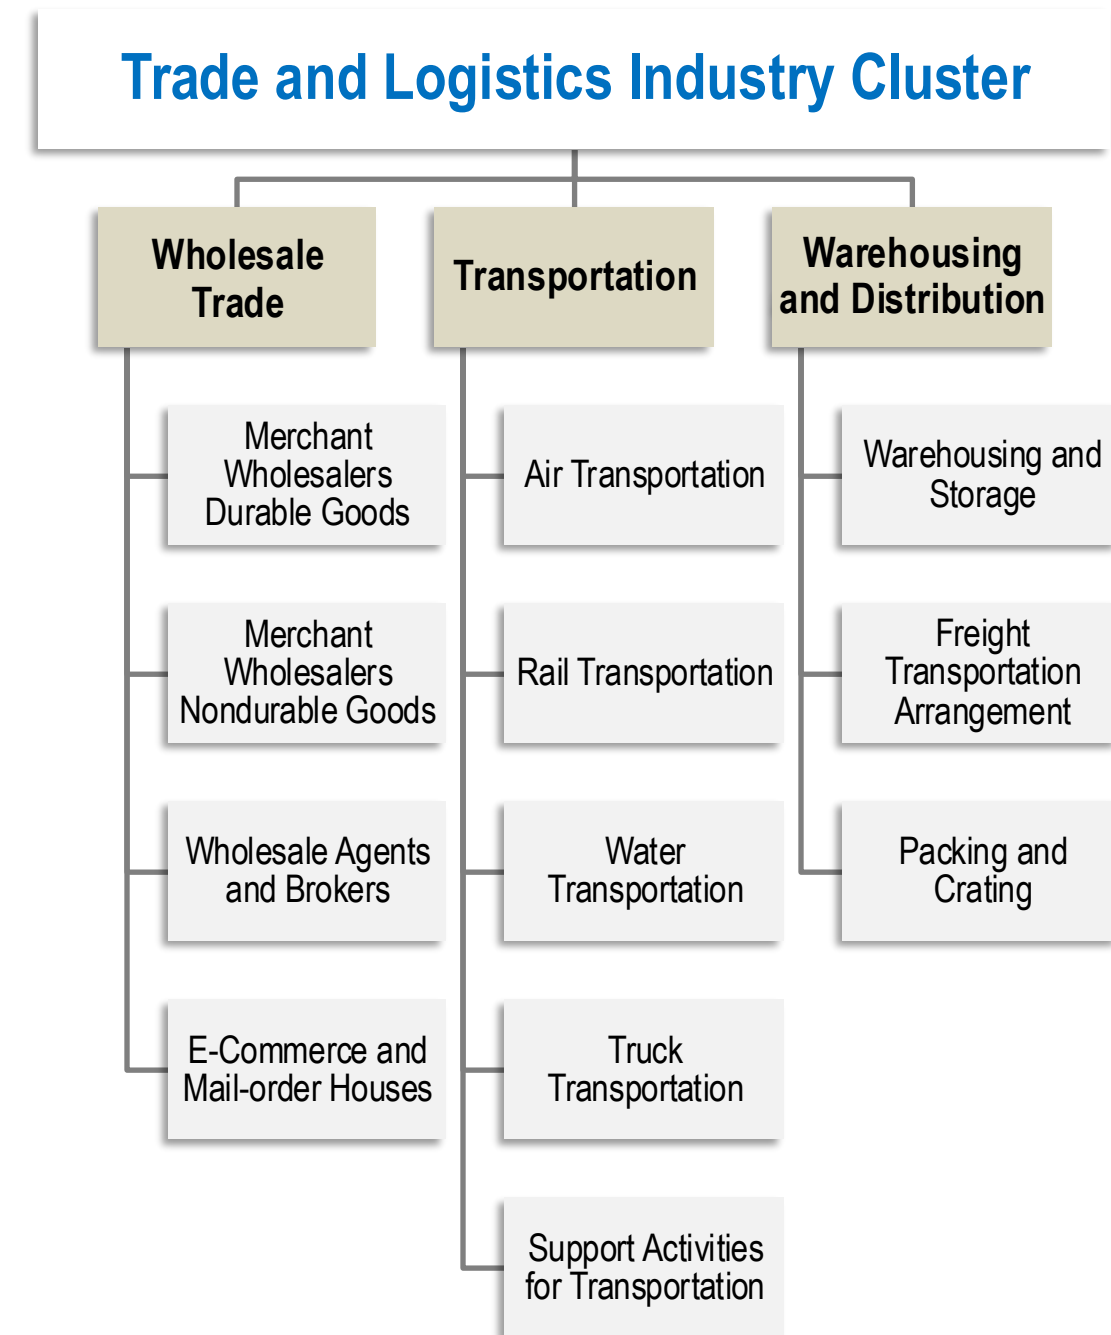 Trade and Logistics Industry Cluster
Wholesale
Trade
Merchant
Wholesalers
Durable Goods
Merchant
Wholesalers
Nondurable Goods
Wholesale Agents
and Brokers
E-Commerce and
Mail-order Houses
Transportation
Air Transportation
Rail Transportation
Water
Transportation
Truck
Transportation
Support Activities
for Transportation
Warehousing
and Distribution
Warehousing and
Storage
Freight
Transportation
Arrangement
Packing and
Crating